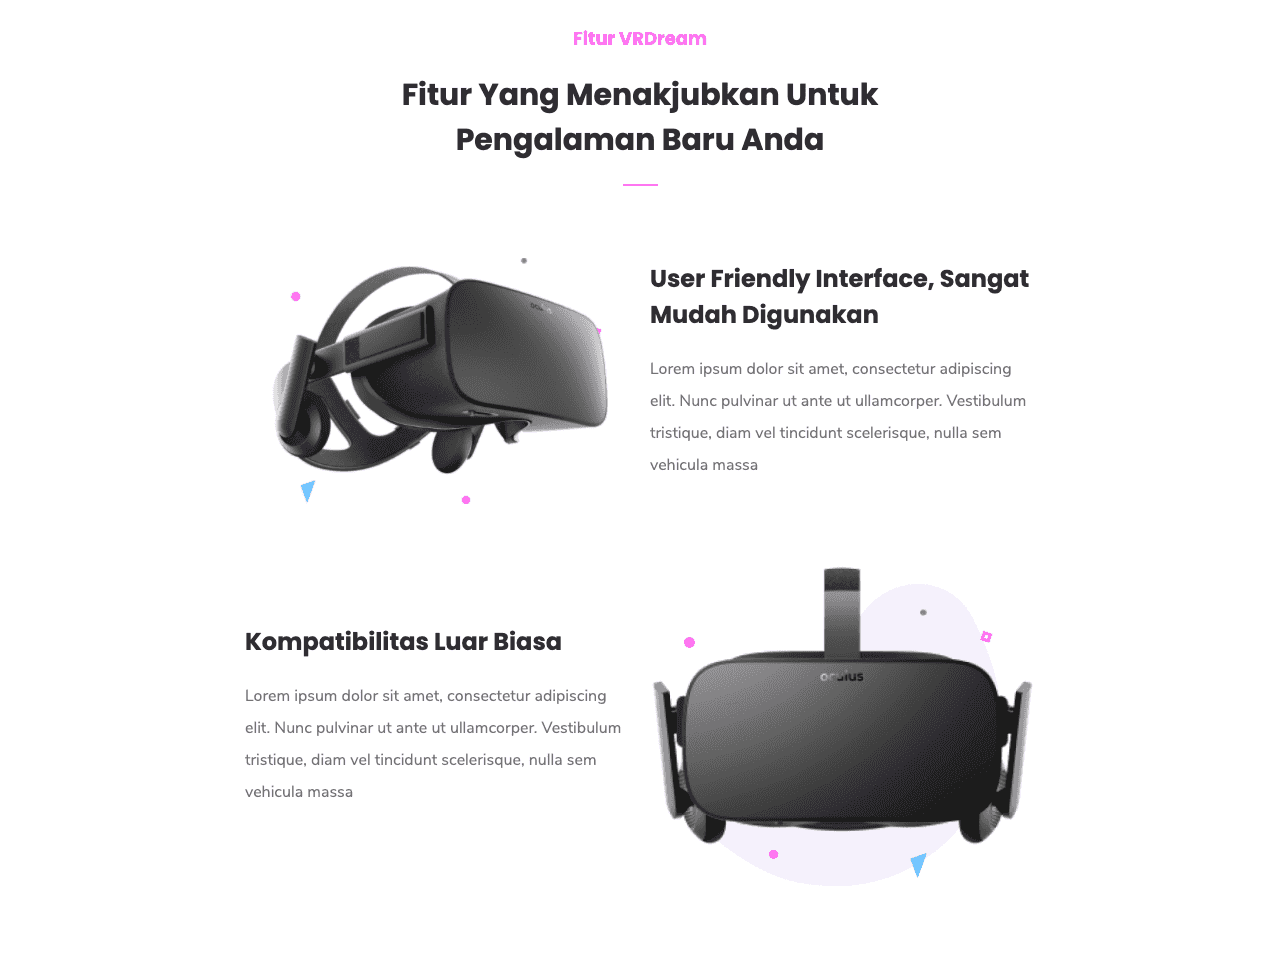 Fitur VRDream
Fitur Yang Menakjubkan Untuk
Pengalaman Baru Anda
User Friendly Interface, Sangat
Mudah Digunakan
Lorem ipsum dolor sit amet, consectetur adipiscing
elit. Nunc pulvinar ut ante ut ullamcorper. Vestibulum
tristique, diam vel tincidunt scelerisque, nulla sem
vehicula massa
Kompatibilitas Luar Biasa
Lorem ipsum dolor sit amet, consectetur adipiscing
elit. Nunc pulvinar ut ante ut ullamcorper. Vestibulum
tristique, diam vel tincidunt scelerisque, nulla sem
vehicula massa
oculus